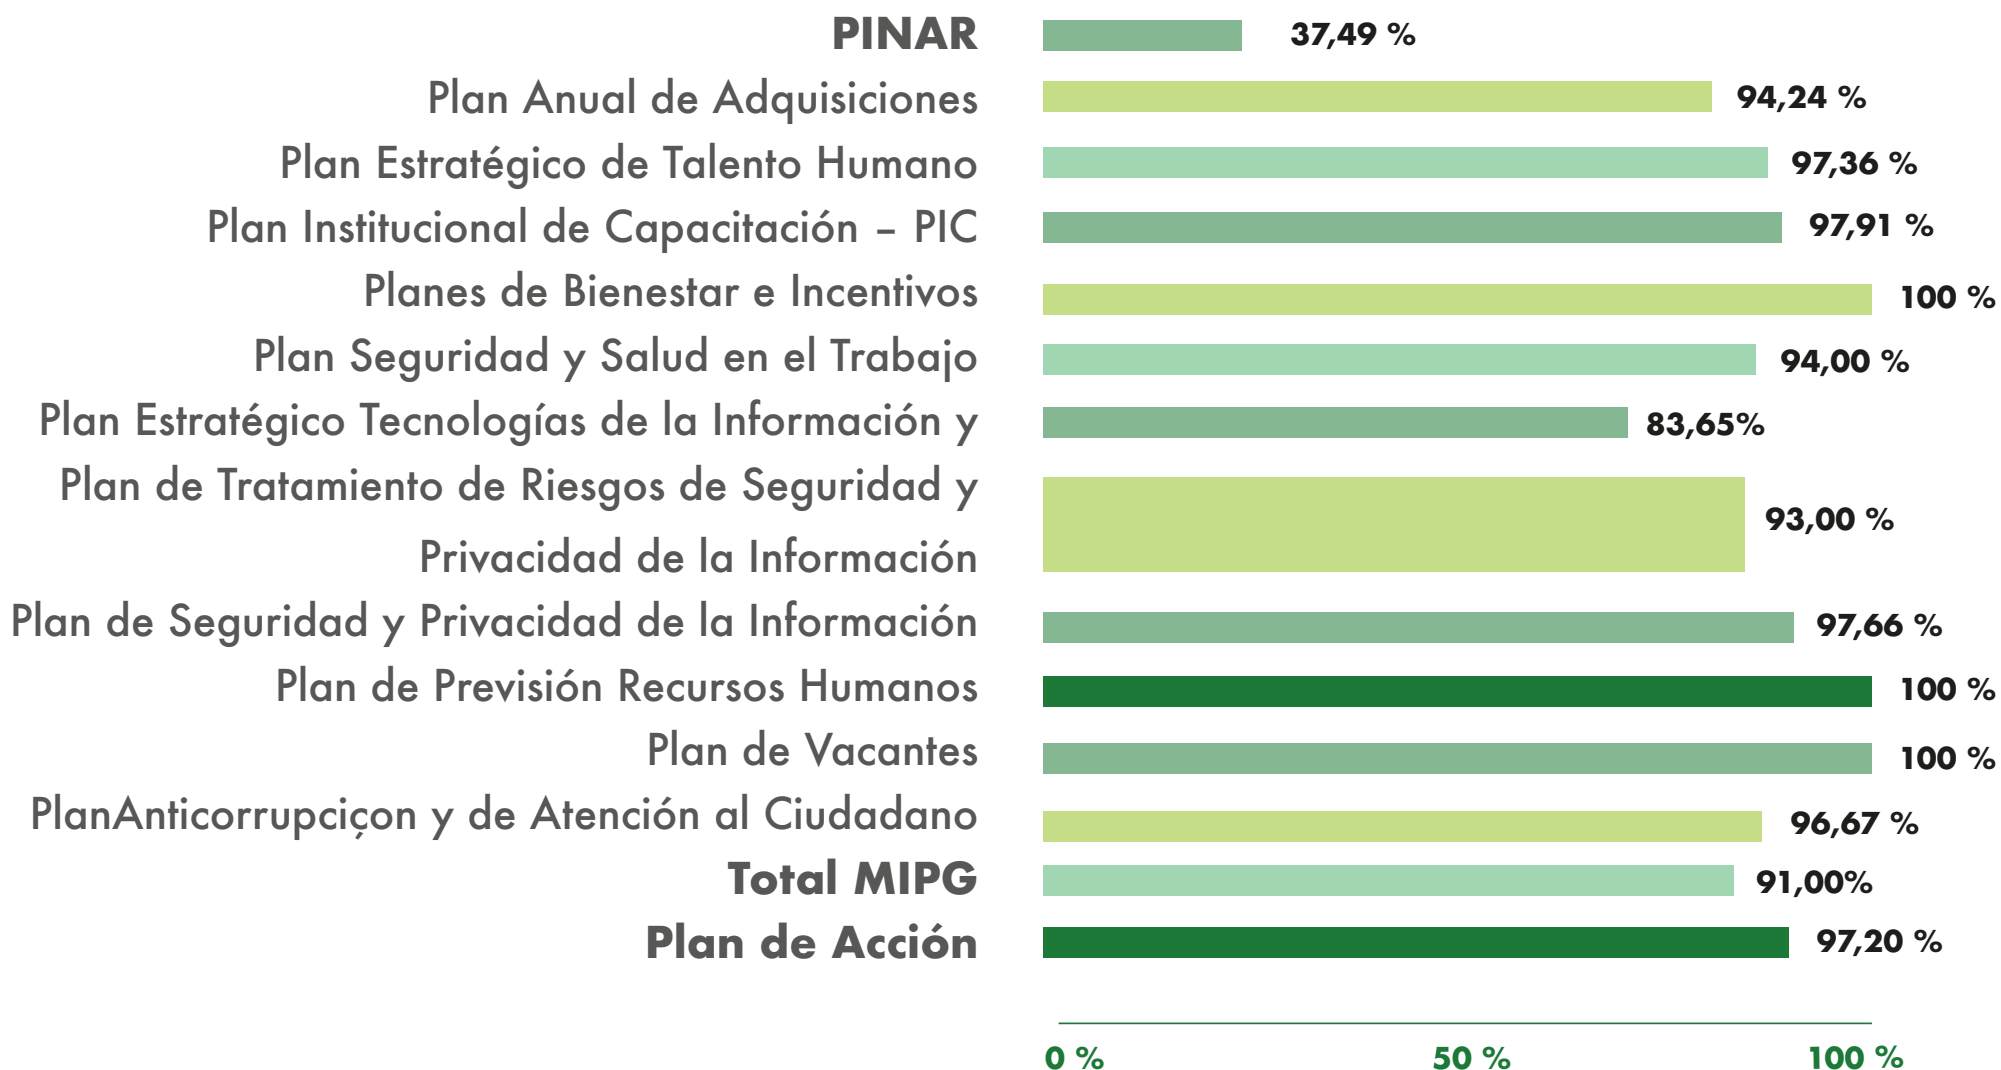 PINAR 37,49 %
Plan Anual de Adquisiciones 94,24 %
Plan Estratégico de Talento Humano 97,36 %
Plan Institucional de Capacitación – PIC 97,91 %
Planes de Bienestar e Incentivos 100 %
Plan Seguridad y Salud en el Trabajo 94,00 %
Plan Estratégico Tecnologías de la Información y 83,65%
Plan de Tratamiento de Riesgos de Seguridad y
Privacidad de la Información 93,00 %
Plan de Seguridad y Privacidad de la Información 97,66 %
Plan de Previsión Recursos Humanos 100 %
Plan de Vacantes 100 %
PlanAnticorrupciçon y de Atención al Ciudadano 96,67 %
Total MIPG 91,00%
Plan de Acción 97,20 %
0 % 50 % 100 %